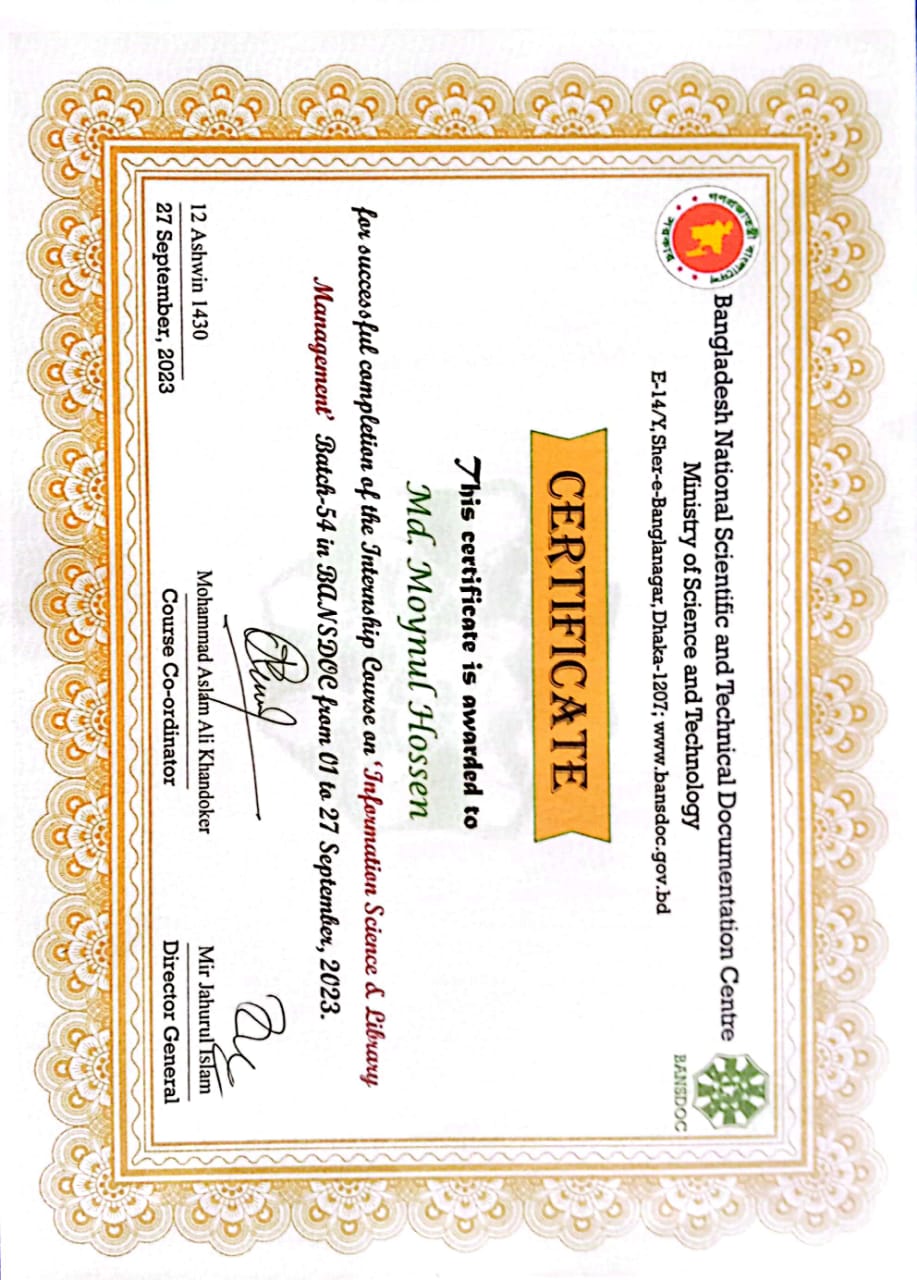 গণপ্রজাতন্ত্রী বাংলাদেশ
সরকার
Bangladesh National Scientific and Technical Documentation Centre
Ministry of Science and Technology
E-14/Y, Sher-e-Banglanagar, Dhaka-1207; www.bansdoc.gov.bd
BANSDOC
CERTIFICATE
This certificate is awarded to
Md. Moynul Hossen
for successful completion of the Internship Course on ‘Information Science & Library
Management’ Batch-54 in BANSDOC from 01 to 27 September, 2023.
12 Ashwin 1430
27 September, 2023
Mohammad Aslam Ali Khandoker
Course Co-ordinator
Mir Jahurul Islam
Director General